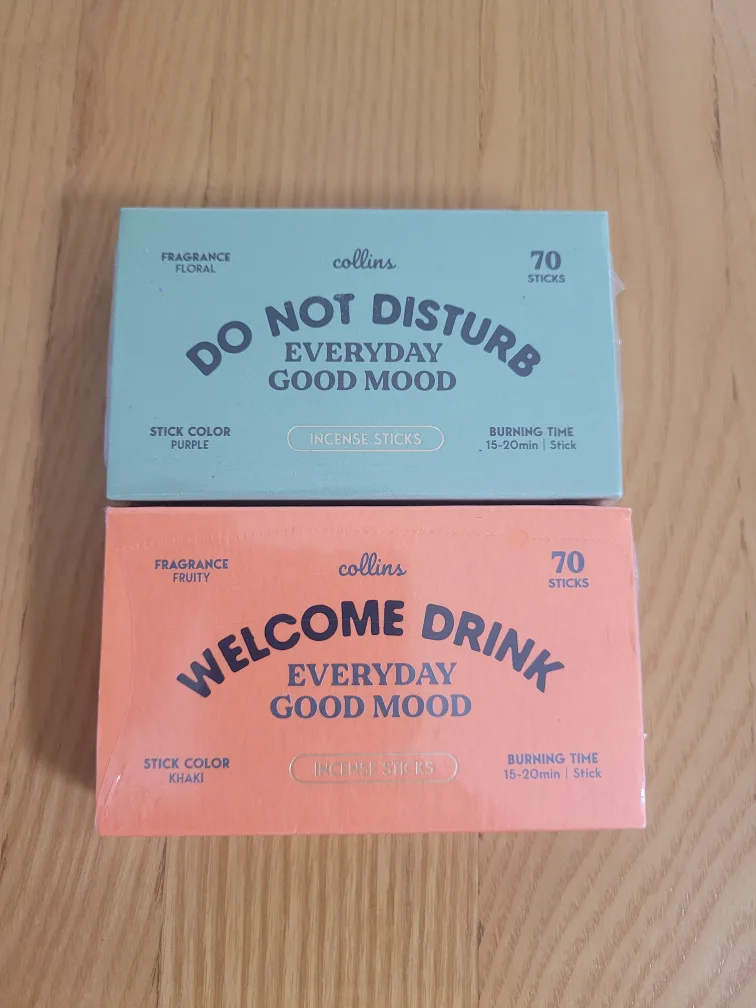 FRAGRANCE
FLORAL
collins
70
STICKS
DO NOT DISTURB
EVERYDAY
GOOD MOOD
STICK COLOR
PURPLE
INCENSE STICKS
BURNING TIME
15-20min | Stick
FRAGRANCE
FRUITY
collins
70
STICKS
WELCOME DRINK
EVERYDAY
GOOD MOOD
STICK COLOR
KHAKI
INCENSE STICKS
BURNING TIME
15-20min | Stick